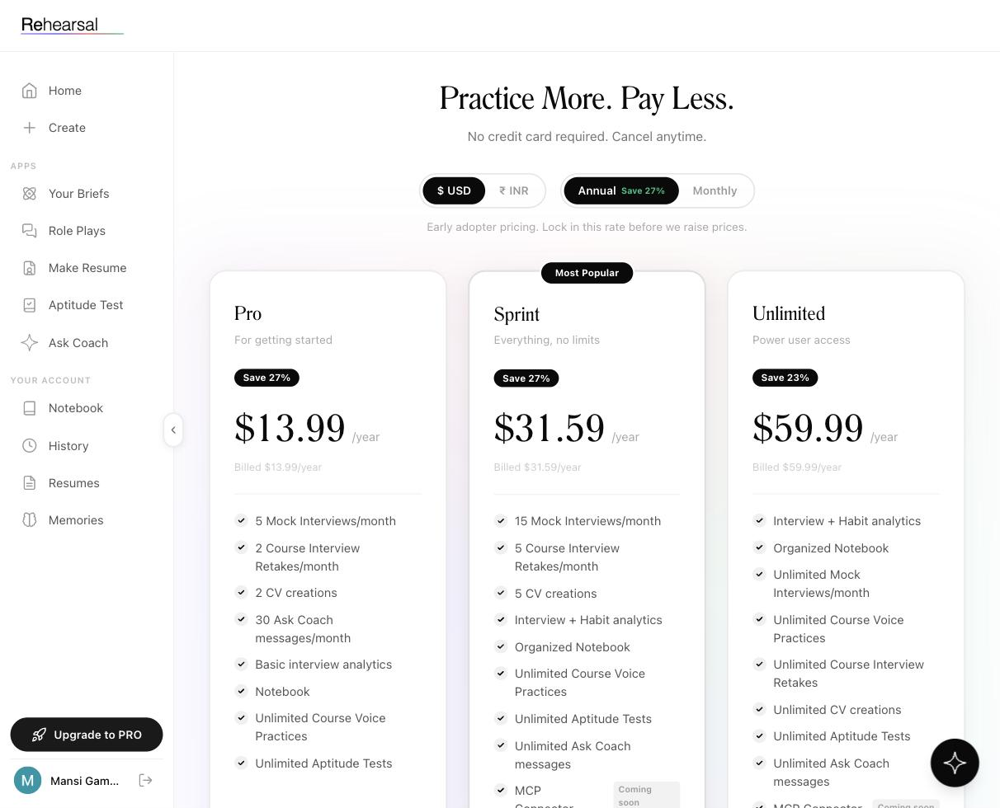 Rehearsal
Home
Create
APPS
Your Briefs
Role Plays
Make Resume
Aptitude Test
Ask Coach
YOUR ACCOUNT
Notebook
History
Resumes
Memories
Upgrade to PRO
M
Mansi Gam...
Practice More. Pay Less.
No credit card required. Cancel anytime.
$ USD ₹ INR
Annual Save 27% Monthly
Early adopter pricing. Lock in this rate before we raise prices.
Pro
For getting started
Save 27%
$13.99 /year
Billed $13.99/year
5 Mock Interviews/month
2 Course Interview
Retakes/month
2 CV creations
30 Ask Coach
messages/month
Basic interview analytics
Notebook
Unlimited Course Voice
Practices
Unlimited Aptitude Tests
Most Popular
Sprint
Everything, no limits
Save 27%
$31.59 /year
Billed $31.59/year
15 Mock Interviews/month
5 Course Interview
Retakes/month
5 CV creations
Interview + Habit analytics
Organized Notebook
Unlimited Course Voice
Practices
Unlimited Aptitude Tests
Unlimited Ask Coach
messages
MCP
Connector
Coming
soon
Unlimited
Power user access
Save 23%
$59.99 /year
Billed $59.99/year
Interview + Habit analytics
Organized Notebook
Unlimited Mock
Interviews/month
Unlimited Course Voice
Practices
Unlimited Course Interview
Retakes
Unlimited CV creations
Unlimited Aptitude Tests
Unlimited Ask Coach
messages
MCP Connector Coming soon